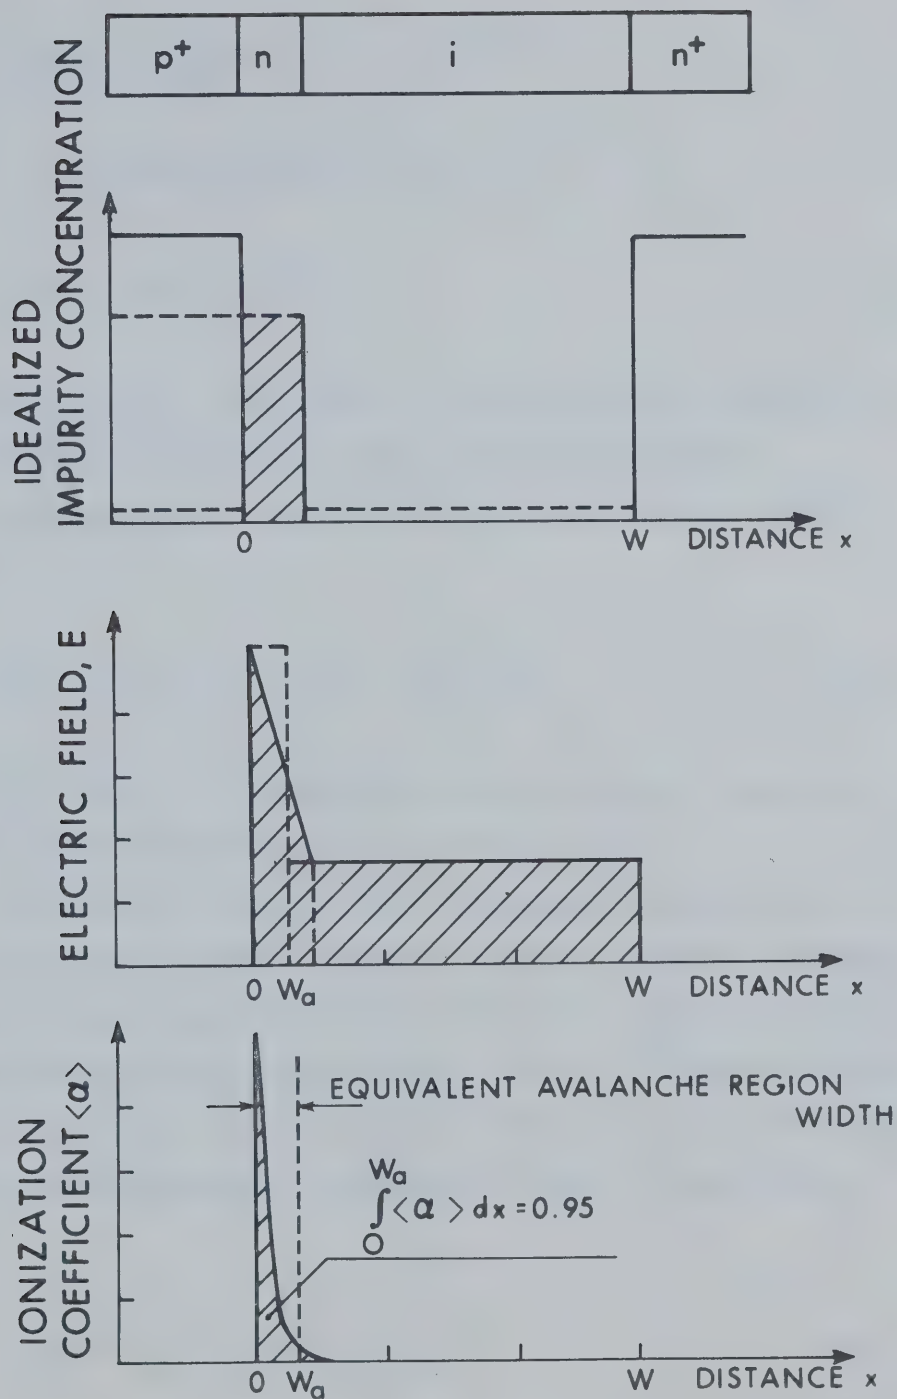 p+ n i n+
IDEALIZED
IMPURITY CONCENTRATION
0 W DISTANCE x
ELECTRIC FIELD, E
0 Wa W DISTANCE x
IONIZATION
COEFFICIENT <α>
EQUIVALENT AVALANCHE REGION
WIDTH
Wa
∫<α> dx = 0.95
O
0 Wa W DISTANCE x